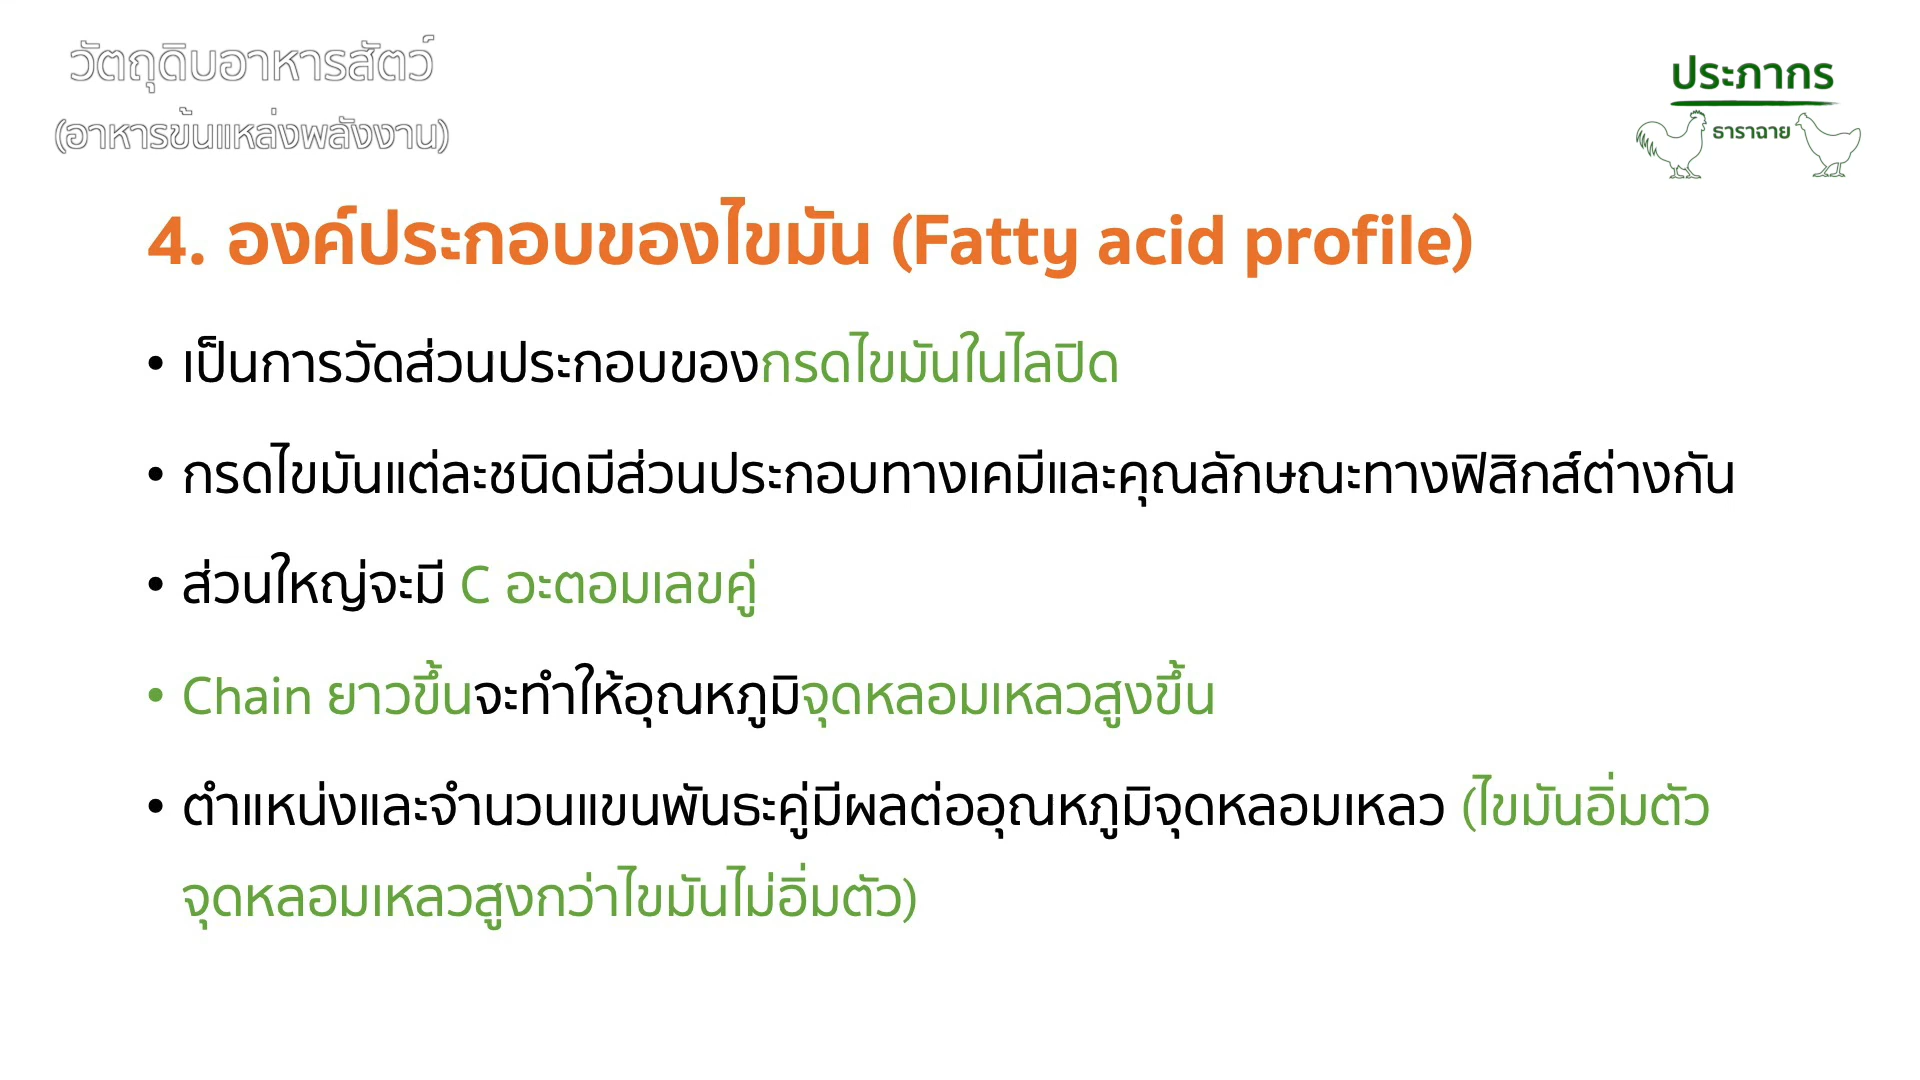 วัตถุดิบอาหารสัตว์
(อาหารข้นแหล่งพลังงาน)
ประภากร
ธาราฉาย
4. องค์ประกอบของไขมัน (Fatty acid profile)
• เป็นการวัดส่วนประกอบของกรดไขมันในไลปิด
• กรดไขมันแต่ละชนิดมีส่วนประกอบทางเคมีและคุณลักษณะทางฟิสิกส์ต่างกัน
• ส่วนใหญ่จะมี C อะตอมเลขคู่
• Chain ยาวขึ้นจะทำให้อุณหภูมิจุดหลอมเหลวสูงขึ้น
• ตำแหน่งและจำนวนแขนพันธะคู่มีผลต่ออุณหภูมิจุดหลอมเหลว (ไขมันอิ่มตัว
จุดหลอมเหลวสูงกว่าไขมันไม่อิ่มตัว)